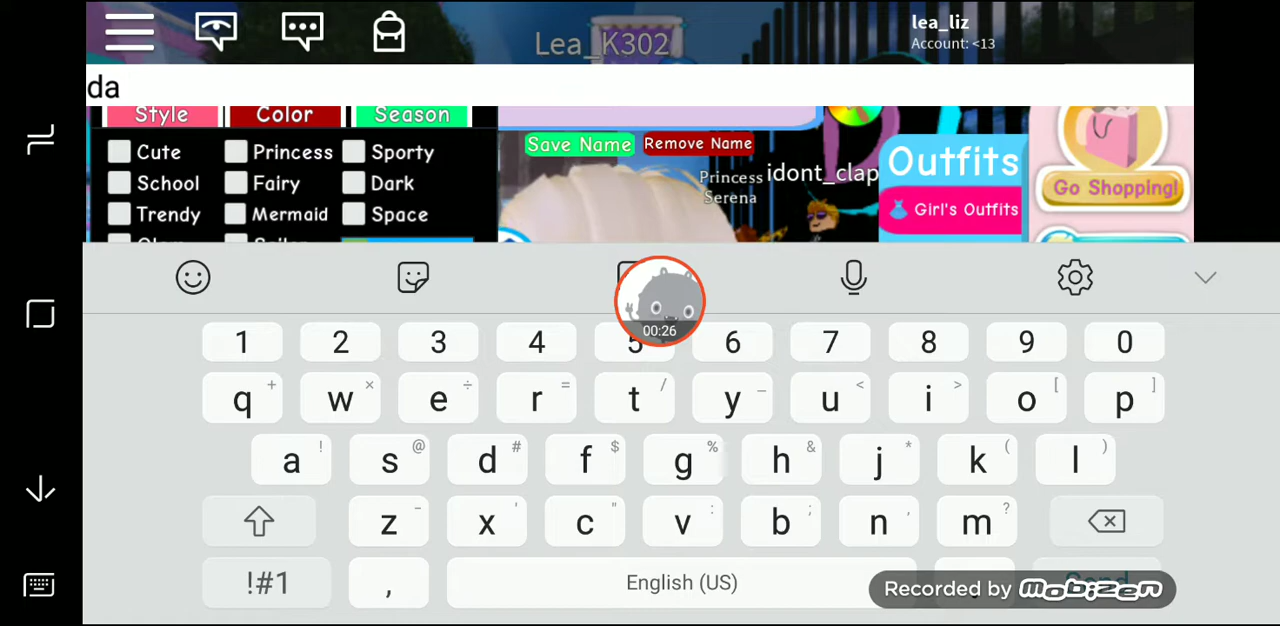 lea_liz
Lea_K302
Account: <13
da
Style Color Season
Save Name Remove Name
Cute Princess Sporty
Outfits
Princess idont_clap
Serena
School Fairy Dark
Go Shopping!
Girl's Outfits
Trendy Mermaid Space
00:26
1 2 3 4 5 6 7 8 9 0
q + w × e ÷ r = t / y _ u < i > o [ p ]
a ! s @ d # f $ g % h & j * k ( l )
z - x ' c " v : b ; n , m ?
!#1 , English (US)
Recorded by mobizen